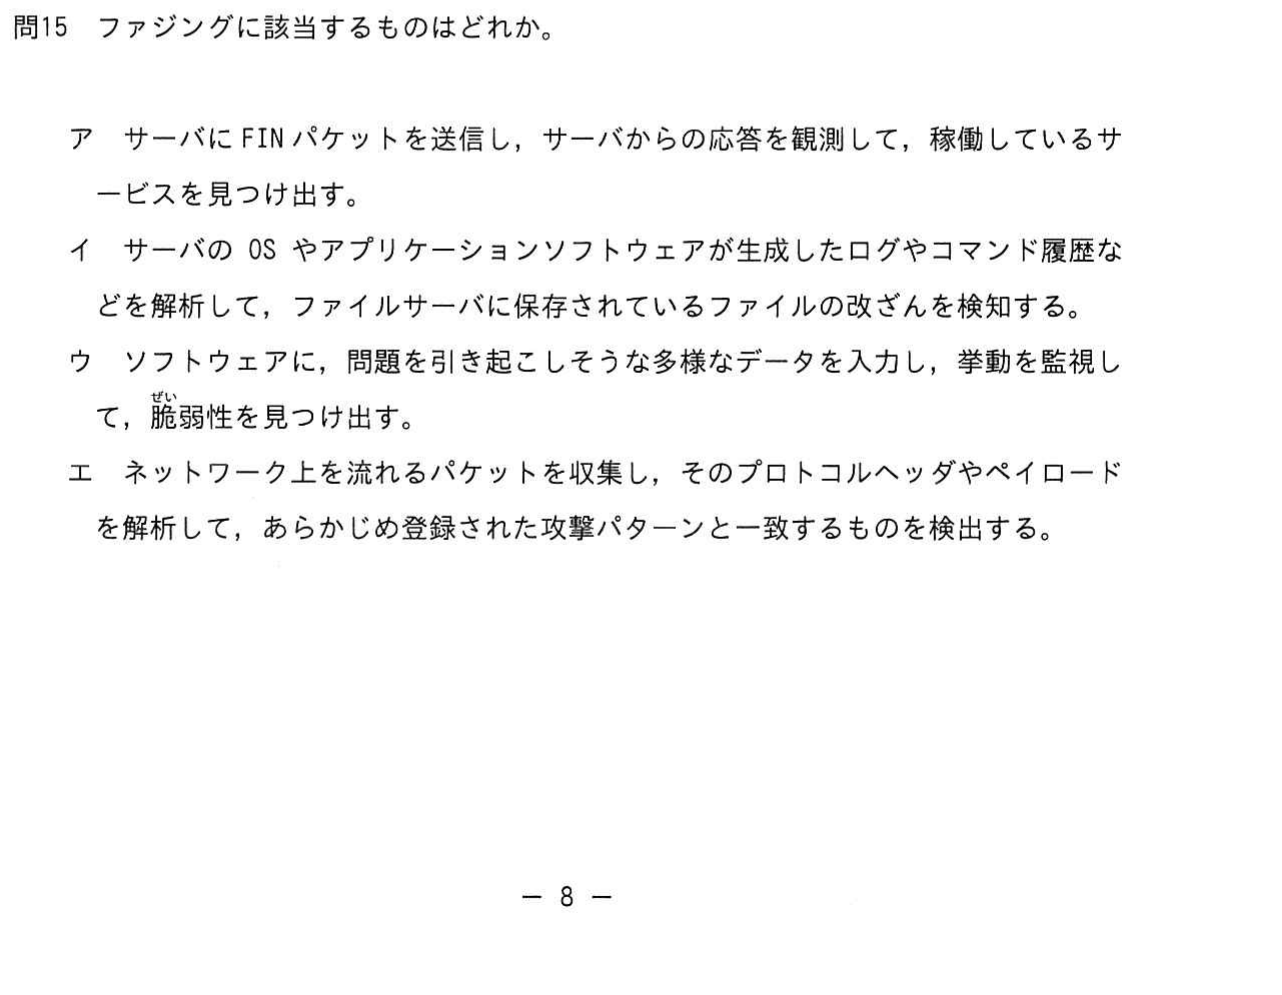 問15　ファジングに該当するものはどれか。
ア　サーバに FIN パケットを送信し，サーバからの応答を観測して，稼働しているサ
ービスを見つけ出す。
イ　サーバの OS やアプリケーションソフトウェアが生成したログやコマンド履歴な
どを解析して，ファイルサーバに保存されているファイルの改ざんを検知する。
ウ　ソフトウェアに，問題を引き起こしそうな多様なデータを入力し，挙動を監視し
ぜい
て，脆弱性を見つけ出す。
エ　ネットワーク上を流れるパケットを収集し，そのプロトコルヘッダやペイロード
を解析して，あらかじめ登録された攻撃パターンと一致するものを検出する。
－ 8 －